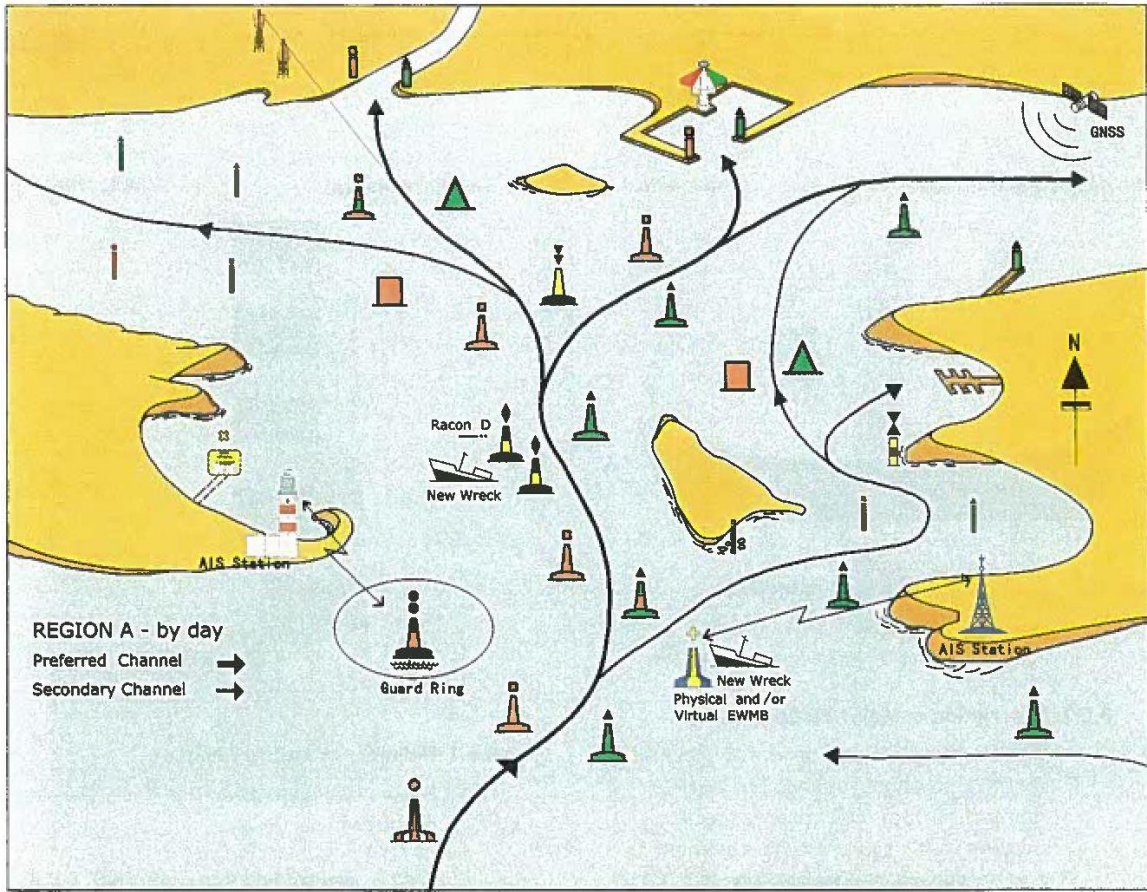 GNSS
N
Racon D
New Wreck
AIS Station
REGION A - by day
Preferred Channel
Secondary Channel
Guard Ring
New Wreck
Physical and/or
Virtual EWMB
AIS Station